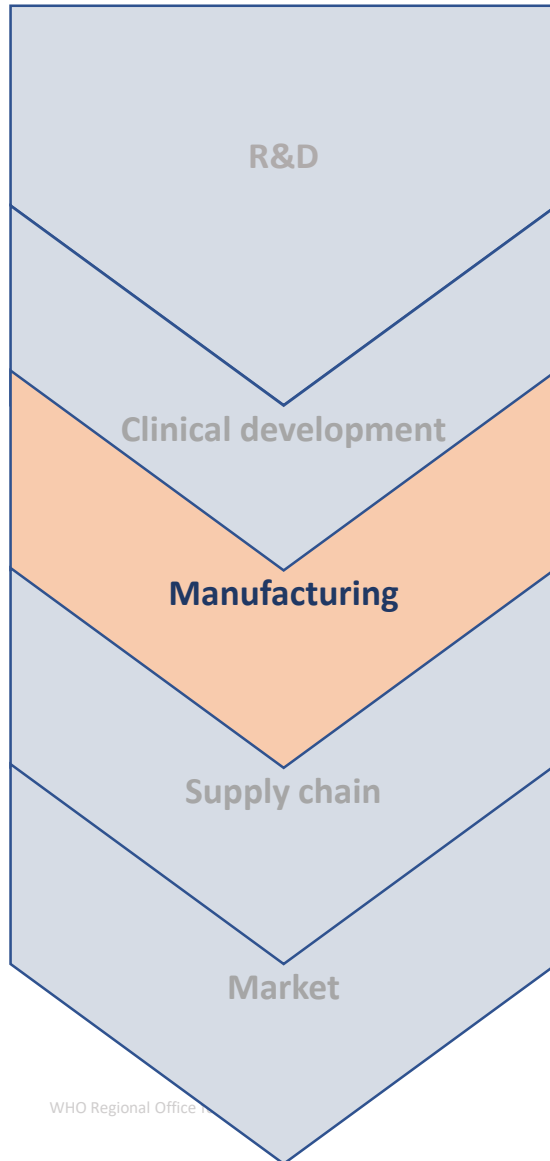 R&D
Clinical development
Manufacturing
Supply chain
Market
WHO Regional Office